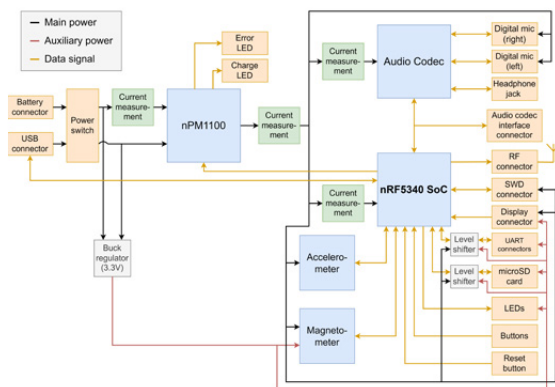 Main power
Auxiliary power
Data signal
Error
LED
Charge
LED
Battery
connector
USB
connector
Power
switch
Current
measure-
ment
nPM1100
Current
measure-
ment
Current
measure-
ment
Audio Codec
Digital mic
(right)
Digital mic
(left)
Headphone
jack
Audio codec
interface
connector
nRF5340 SoC
RF
connector
SWD
connector
Display
connector
Current
measure-
ment
Level
shifter
UART
connectors
Level
shifter
microSD
card
Buck
regulator
(3.3V)
Accelero-
meter
Magneto-
meter
LEDs
Buttons
Reset
button